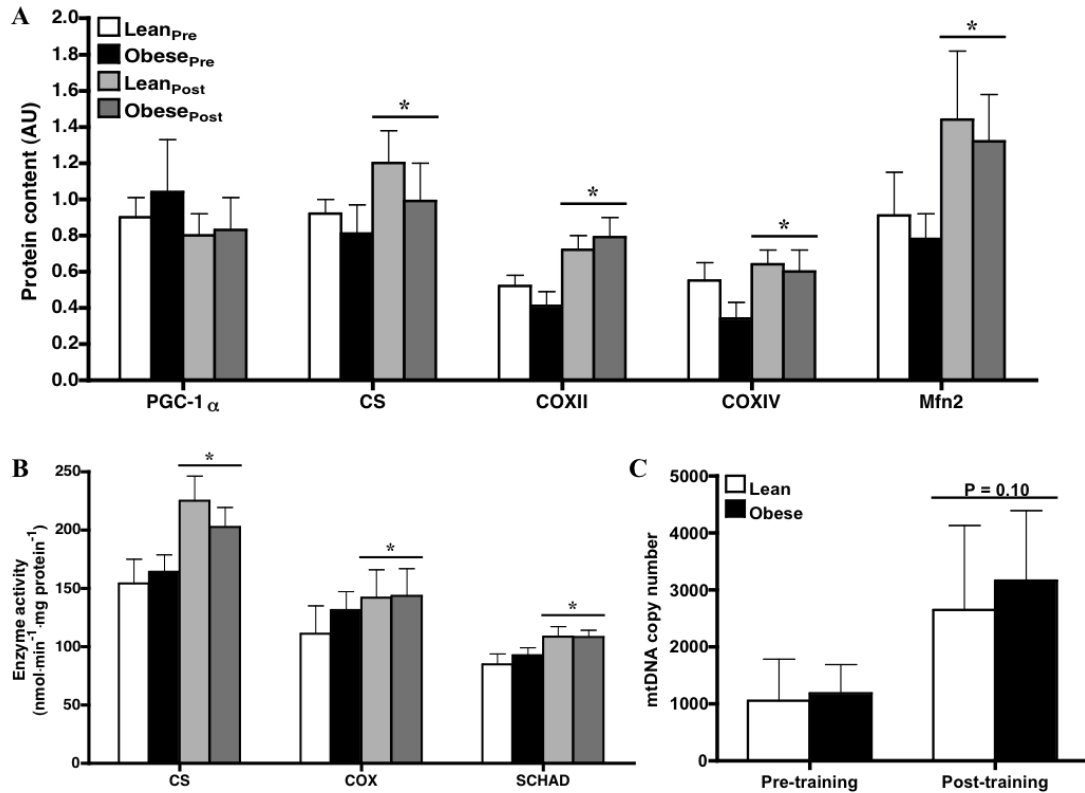 A
Protein content (AU)
2.0
1.8
1.6
1.4
1.2
1.0
0.8
0.6
0.4
0.2
0.0
LeanPre
ObesePre
LeanPost
ObesePost
*
*
*
*
PGC-1 α
CS
COXII
COXIV
Mfn2
B
Enzyme activity
(nmol·min⁻¹·mg protein⁻¹)
250
200
150
100
50
0
*
*
*
CS
COX
SCHAD
C
mtDNA copy number
5000
4000
3000
2000
1000
0
Lean
Obese
P = 0.10
Pre-training
Post-training